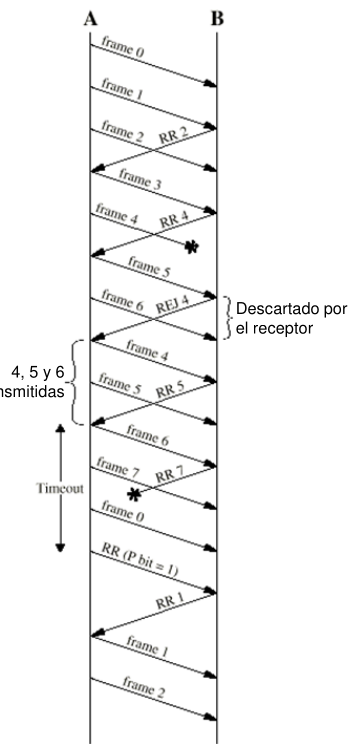 A
B
frame 0
frame 1
frame 2
RR 2
frame 3
frame 4
RR 4
frame 5
frame 6
REJ 4
Descartado por
el receptor
frame 4
4, 5 y 6
nsmitidas
frame 5
RR 5
frame 6
frame 7
RR 7
Timeout
frame 0
RR (P bit = 1)
RR 1
frame 1
frame 2